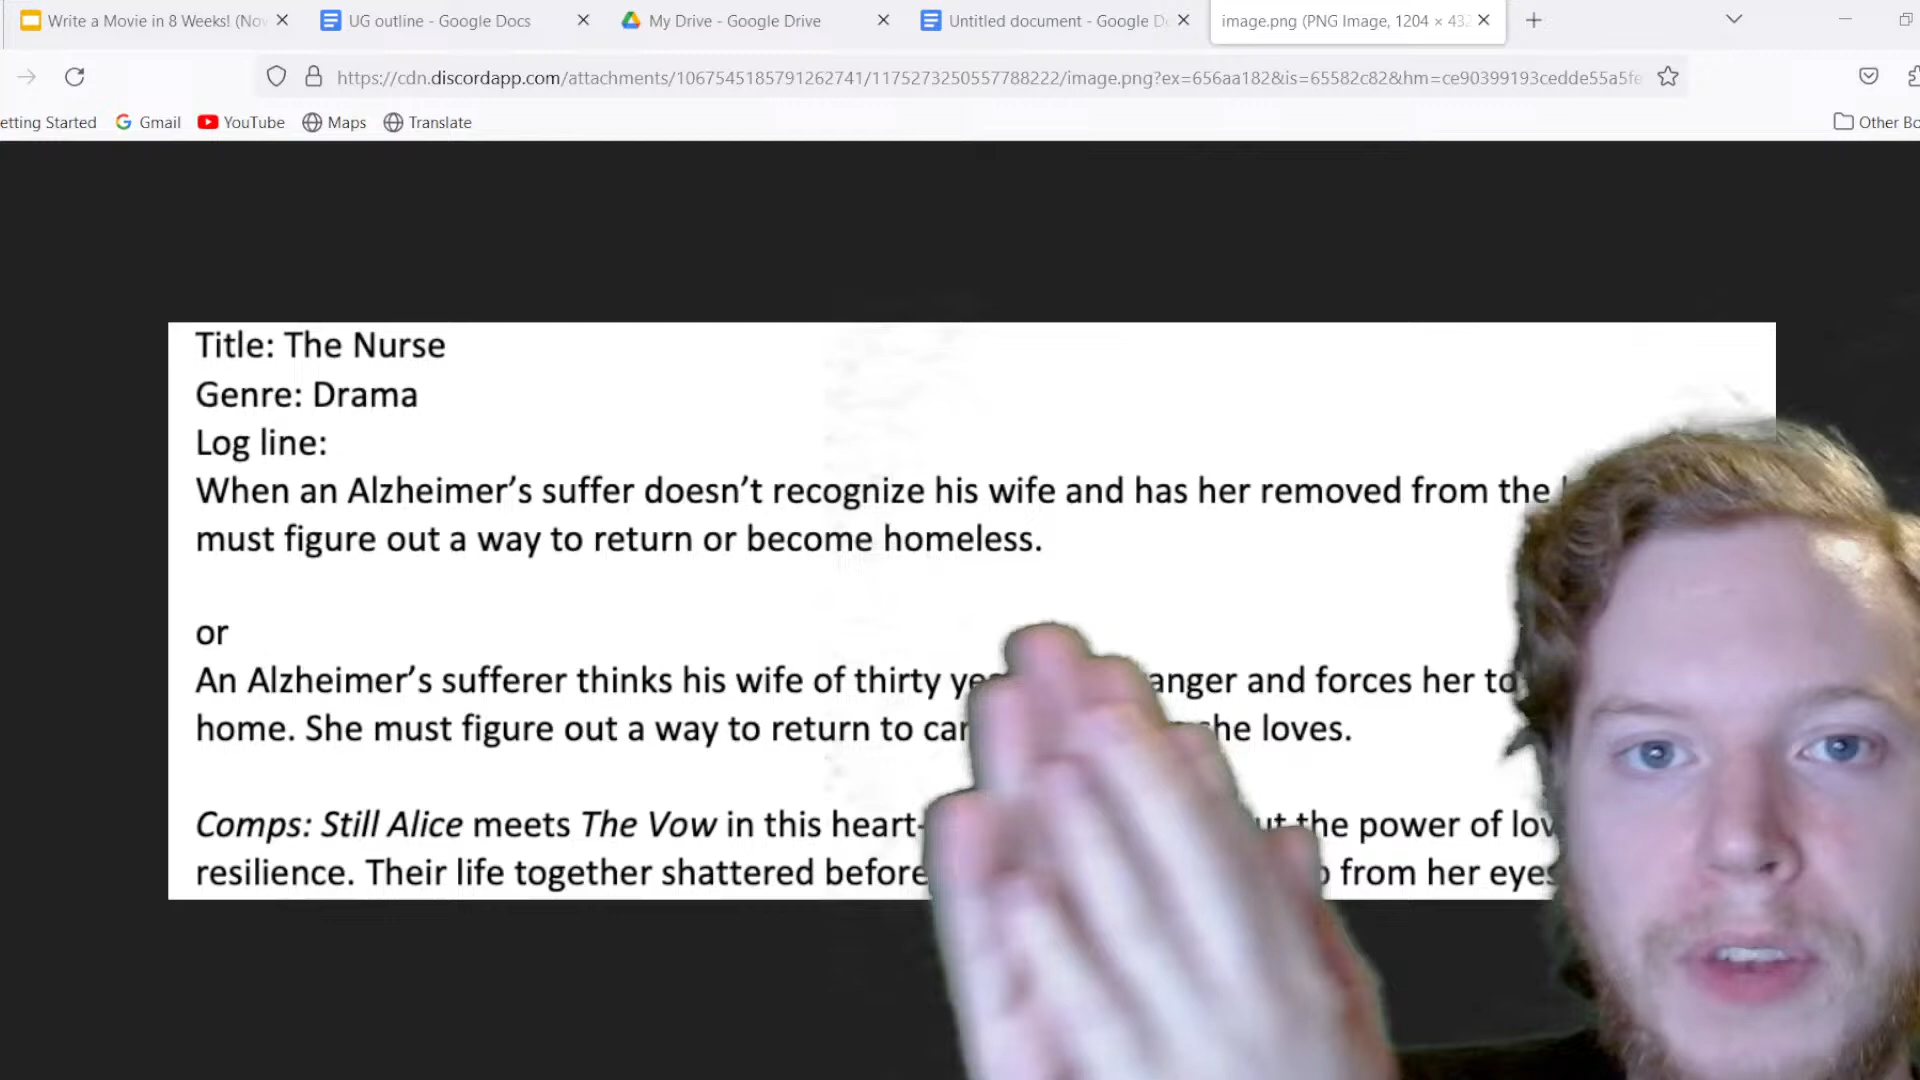 Write a Movie in 8 Weeks! (Nov
UG outline - Google Docs
My Drive - Google Drive
Untitled document - Google D
image.png (PNG Image, 1204 × 43
https://cdn.discordapp.com/attachments/1067545185791262741/1175273250557788222/image.png?ex=656aa182&is=65582c82&hm=ce90399193cedde55a5fe
etting Started
Gmail
YouTube
Maps
Translate
Other Bo
Title: The Nurse
Genre: Drama
Log line:
When an Alzheimer’s suffer doesn’t recognize his wife and has her removed from the
must figure out a way to return or become homeless.
or
An Alzheimer’s sufferer thinks his wife of thirty and forces her to
home. She must figure out a way to return to loves.
Comps: Still Alice meets The Vow in this heart- the power of
resilience. Their life together shattered before from her eyes